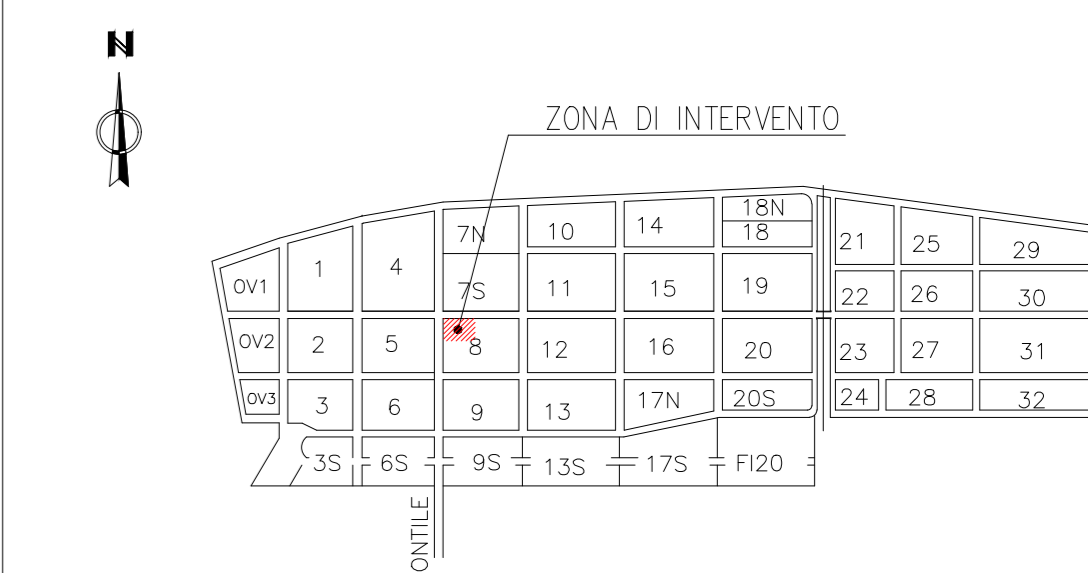 N
ZONA DI INTERVENTO
18N
7N 10 14 18 21 25 29
1 4
OV1 7S 11 15 19 22 26 30
OV2 2 5 8 12 16 20 23 27 31
OV3 3 6 9 13 17N 20S 24 28 32
3S 6S 9S 13S 17S FI20
ONTILE